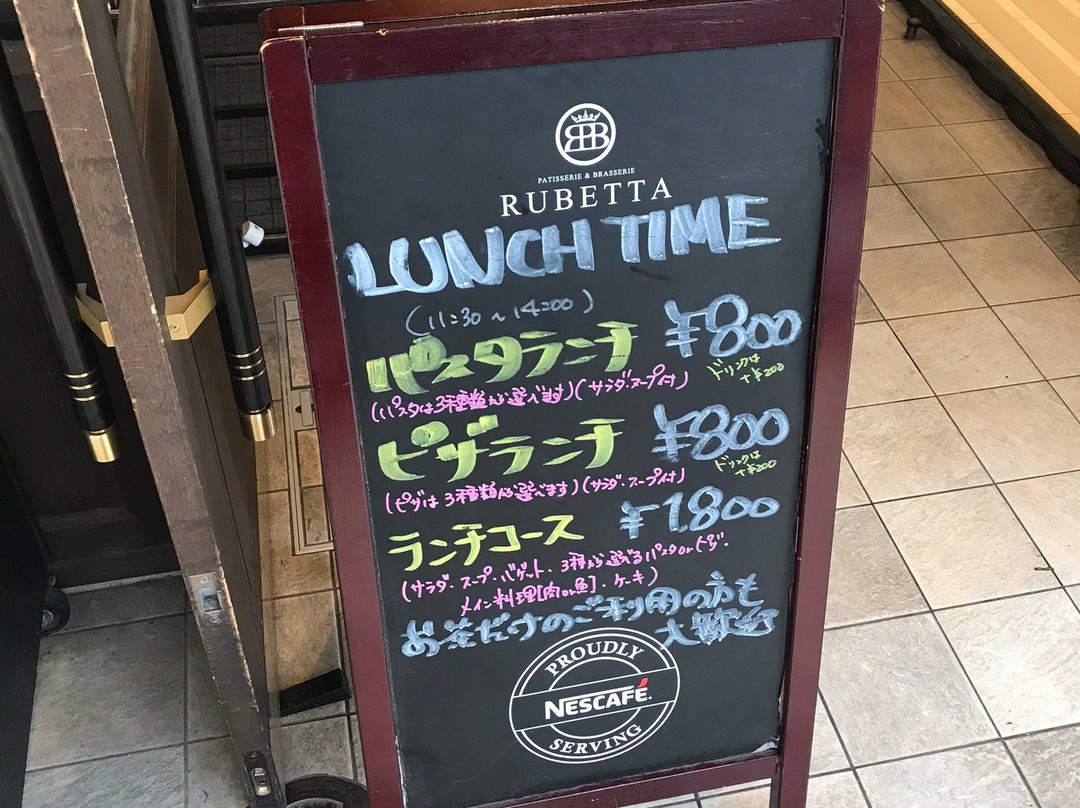 RB
PATISSERIE & BRASSERIE
RUBETTA
LUNCH TIME
(11:30 ~ 14:00)
パスタランチ ¥800
(パスタは3種類から選べます)(サラダ・スープ付)
ドリンクは
+¥200
ピザランチ ¥800
(ピザは3種類から選べます)(サラダ・スープ付)
ドリンクは
+¥200
ランチコース ¥1,800
(サラダ・スープ・バゲット・3種から選べるパスタorピザ・
メイン料理[肉or魚]・ケーキ)
お茶だけのご利用の方も
大歓迎
PROUDLY
NESCAFÉ.
SERVING